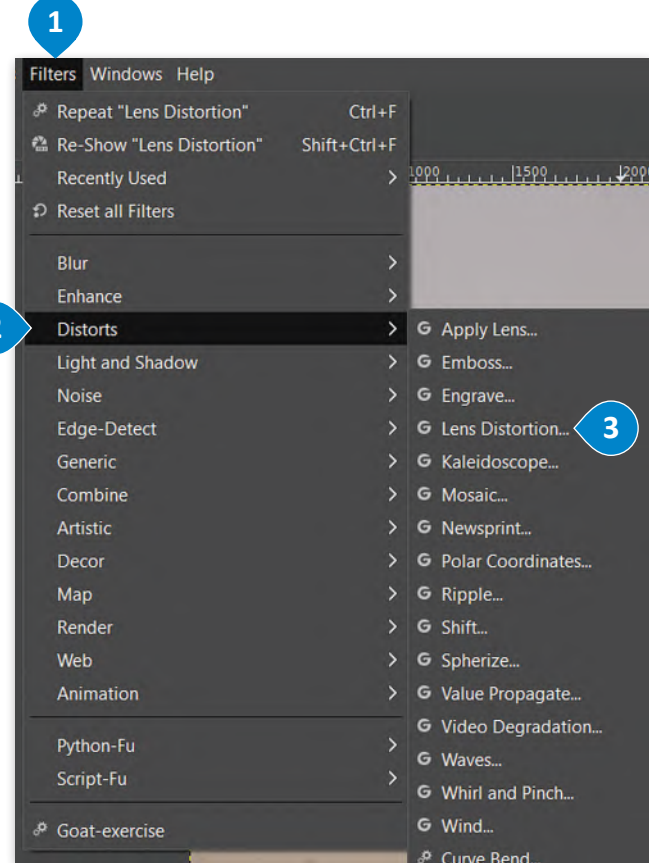 1
Filters Windows Help
Repeat "Lens Distortion" Ctrl+F
Re-Show "Lens Distortion" Shift+Ctrl+F
Recently Used >
Reset all Filters
1000 1500 200
Blur >
Enhance >
2
Distorts >
Light and Shadow >
Noise >
Edge-Detect >
Generic >
Combine >
Artistic >
Decor >
Map >
Render >
Web >
Animation >
Python-Fu >
Script-Fu >
Goat-exercise
G Apply Lens...
G Emboss...
G Engrave...
G Lens Distortion... 3
G Kaleidoscope...
G Mosaic...
G Newsprint...
G Polar Coordinates...
G Ripple...
G Shift...
G Spherize...
G Value Propagate...
G Video Degradation...
G Waves...
G Whirl and Pinch...
G Wind...
Curve Bend